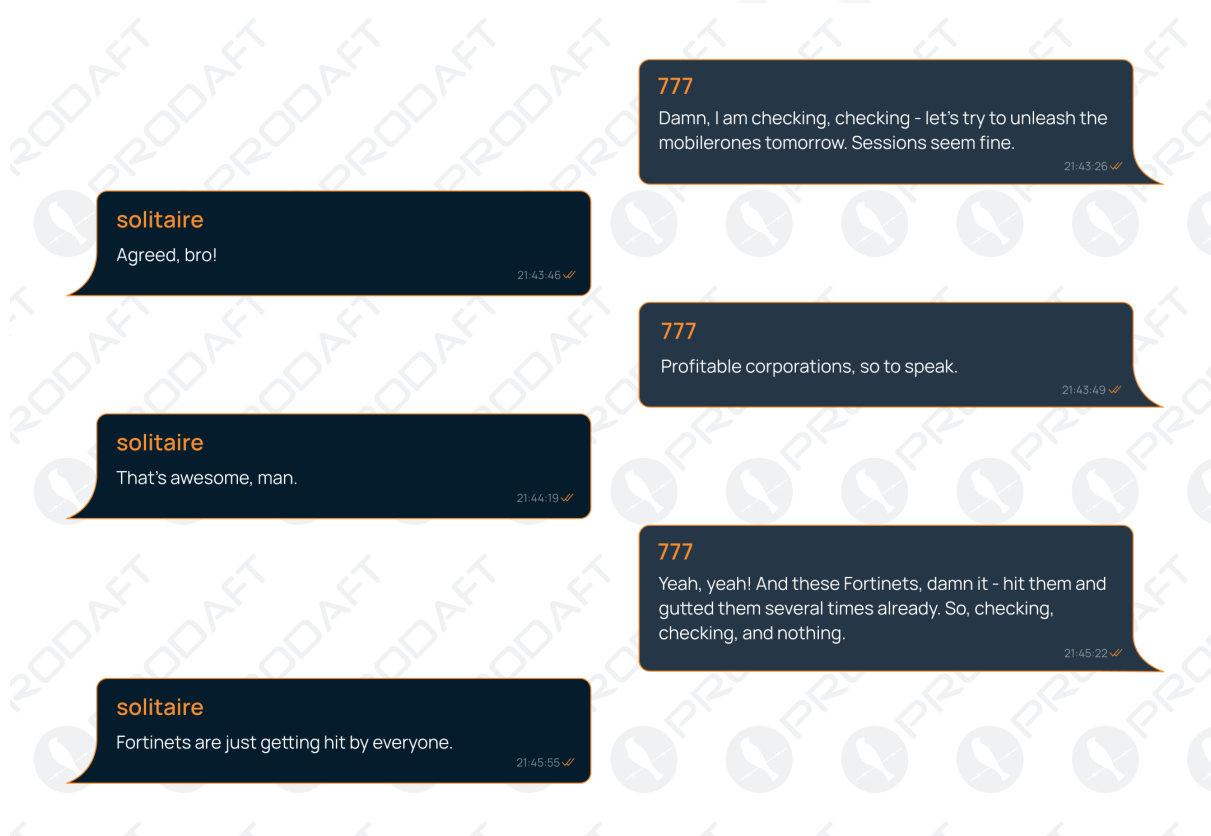 777
Damn, I am checking, checking - let's try to unleash the
mobilerones tomorrow. Sessions seem fine.
21:43:26
solitaire
Agreed, bro!
21:43:46
777
Profitable corporations, so to speak.
21:43:49
solitaire
That's awesome, man.
21:44:19
777
Yeah, yeah! And these Fortinets, damn it - hit them and
gutted them several times already. So, checking,
checking, and nothing.
21:45:22
solitaire
Fortinets are just getting hit by everyone.
21:45:55
PRODAFT